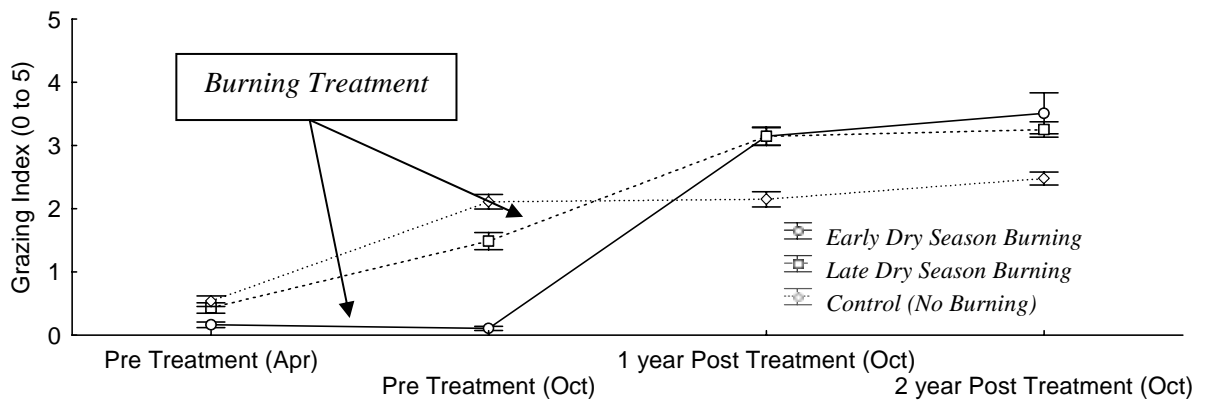 5
4
3
2
1
0
Grazing Index (0 to 5)
Burning Treatment
Early Dry Season Burning
Late Dry Season Burning
Control (No Burning)
Pre Treatment (Apr)
Pre Treatment (Oct)
1 year Post Treatment (Oct)
2 year Post Treatment (Oct)